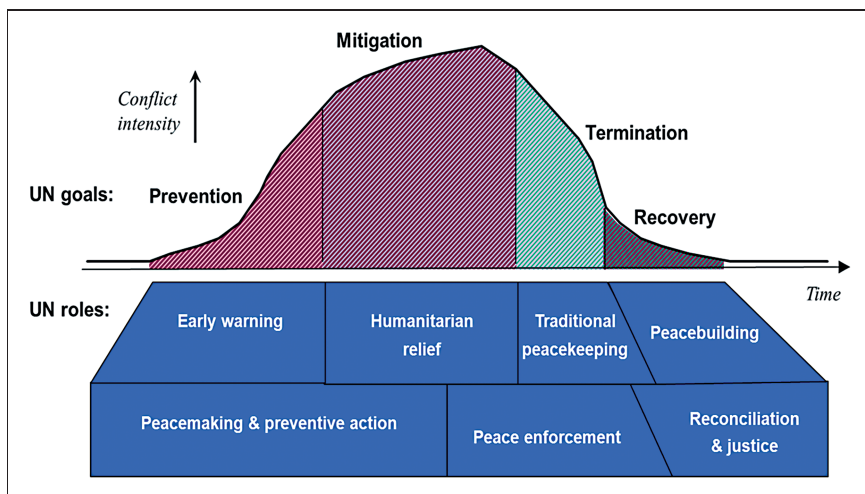 Mitigation
Conflict
intensity
Termination
UN goals:
Prevention
Recovery
Time
UN roles:
Early warning
Humanitarian
relief
Traditional
peacekeeping
Peacebuilding
Peacemaking & preventive action
Peace enforcement
Reconciliation
& justice